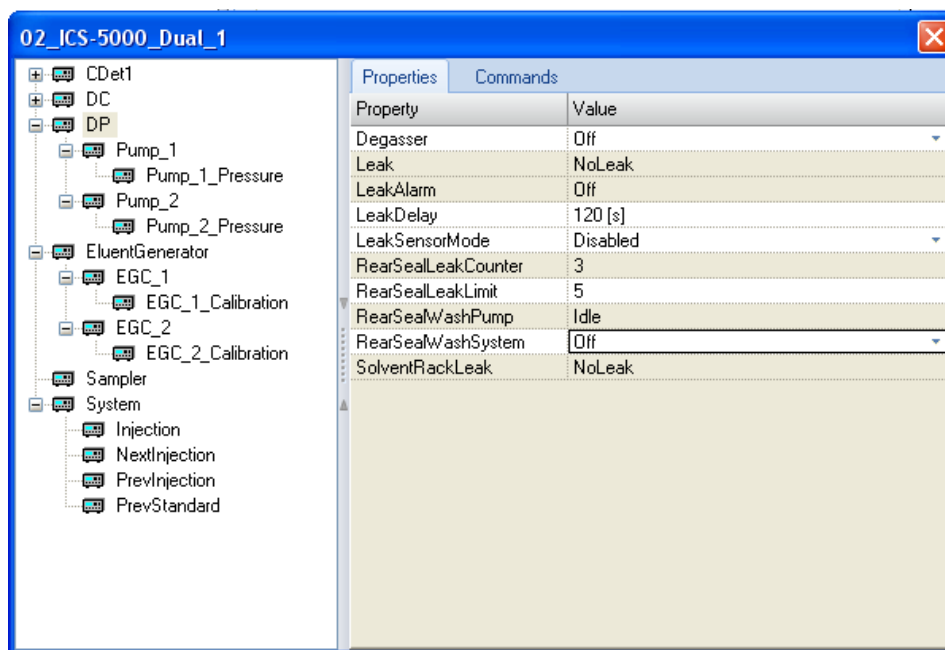 02_ICS-5000_Dual_1
CDet1
DC
DP
Pump_1
Pump_1_Pressure
Pump_2
Pump_2_Pressure
EluentGenerator
EGC_1
EGC_1_Calibration
EGC_2
EGC_2_Calibration
Sampler
System
Injection
NextInjection
PrevInjection
PrevStandard
Properties Commands
Property Value
Degasser Off
Leak NoLeak
LeakAlarm Off
LeakDelay 120 [s]
LeakSensorMode Disabled
RearSealLeakCounter 3
RearSealLeakLimit 5
RearSealWashPump Idle
RearSealWashSystem Off
SolventRackLeak NoLeak